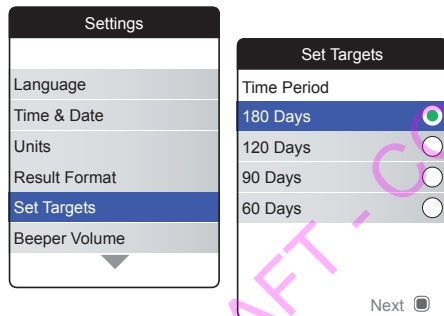 Settings
Language
Time & Date
Units
Result Format
Set Targets
Beeper Volume
Set Targets
Time Period
180 Days
120 Days
90 Days
60 Days
Next